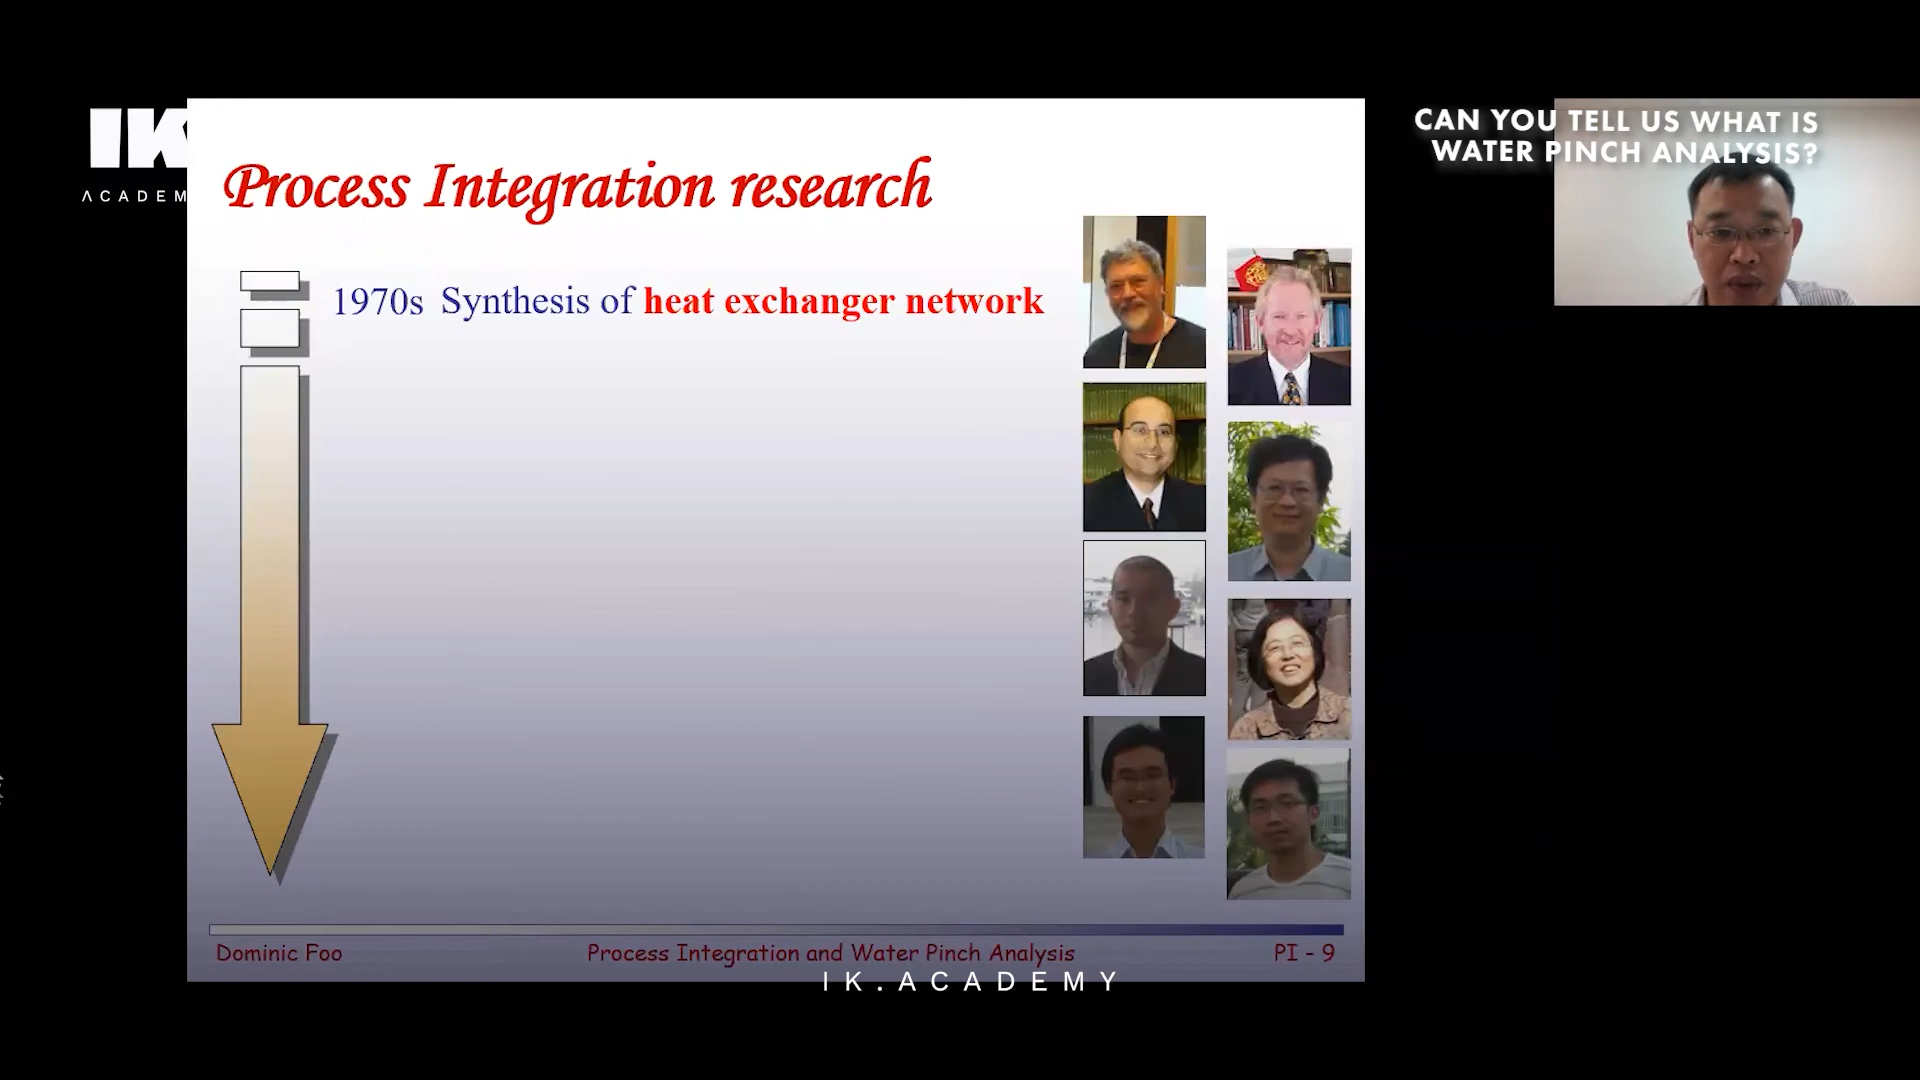 IK
ACADEM
Process Integration research
1970s Synthesis of heat exchanger network
CAN YOU TELL US WHAT IS
WATER PINCH ANALYSIS?
Dominic Foo
Process Integration and Water Pinch Analysis
PI - 9
IK.ACADEMY